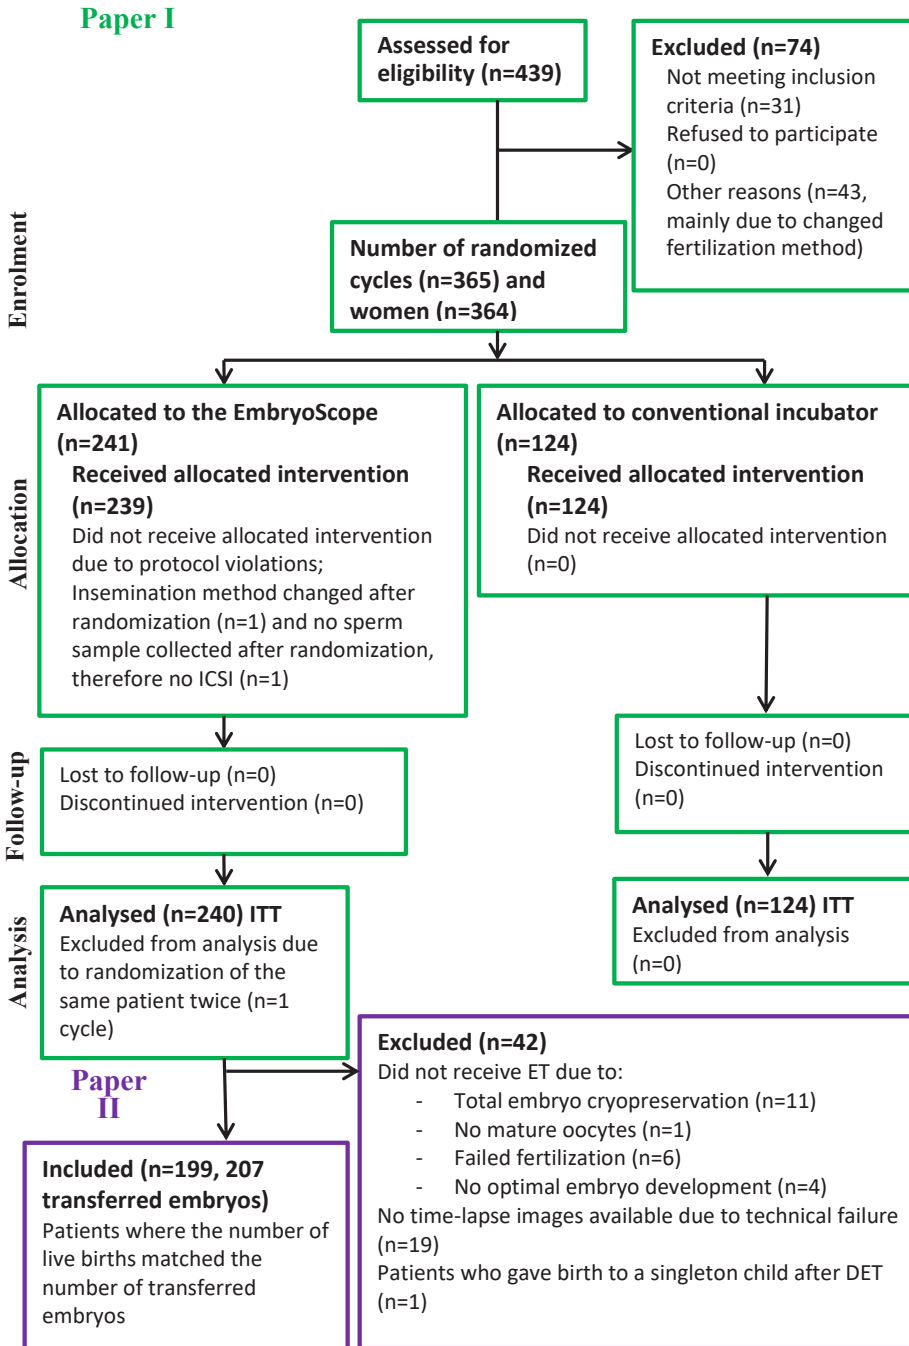 Paper I
Assessed for
eligibility (n=439)
Excluded (n=74)
Not meeting inclusion
criteria (n=31)
Refused to participate
(n=0)
Other reasons (n=43,
mainly due to changed
fertilization method)
Enrolment
Number of randomized
cycles (n=365) and
women (n=364)
Allocation
Allocated to the EmbryoScope
(n=241)
Received allocated intervention
(n=239)
Did not receive allocated intervention
due to protocol violations;
Insemination method changed after
randomization (n=1) and no sperm
sample collected after randomization,
therefore no ICSI (n=1)
Allocated to conventional incubator
(n=124)
Received allocated intervention
(n=124)
Did not receive allocated intervention
(n=0)
Follow-up
Lost to follow-up (n=0)
Discontinued intervention (n=0)
Lost to follow-up (n=0)
Discontinued intervention
(n=0)
Analysis
Analysed (n=240) ITT
Excluded from analysis due
to randomization of the
same patient twice (n=1
cycle)
Analysed (n=124) ITT
Excluded from analysis
(n=0)
Paper
II
Excluded (n=42)
Did not receive ET due to:
- Total embryo cryopreservation (n=11)
- No mature oocytes (n=1)
- Failed fertilization (n=6)
- No optimal embryo development (n=4)
No time-lapse images available due to technical failure
(n=19)
Patients who gave birth to a singleton child after DET
(n=1)
Included (n=199, 207
transferred embryos)
Patients where the number of
live births matched the
number of transferred
embryos